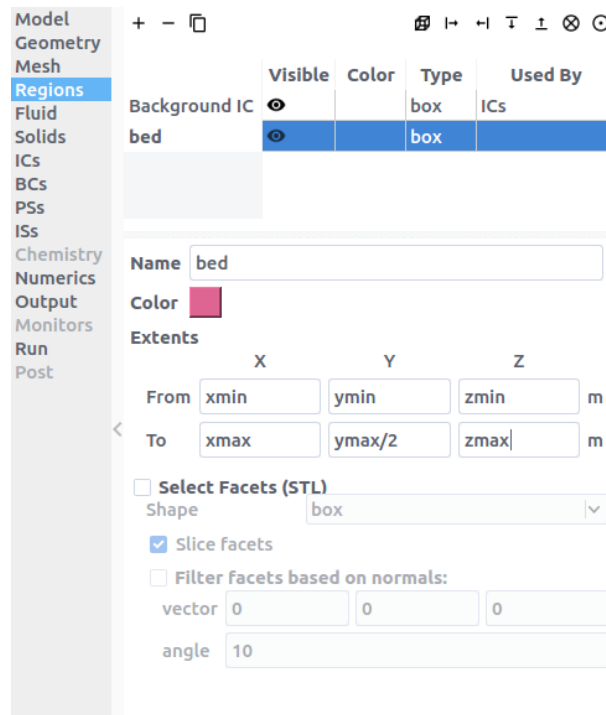 Model
Geometry
Mesh
Regions
Fluid
Solids
ICs
BCs
PSs
ISs
Chemistry
Numerics
Output
Monitors
Run
Post
Visible Color Type Used By
Background IC box ICs
bed box
Name bed
Color
Extents
X Y Z
From xmin ymin zmin m
To xmax ymax/2 zmax m
Select Facets (STL)
Shape box
Slice facets
Filter facets based on normals:
vector 0 0 0
angle 10